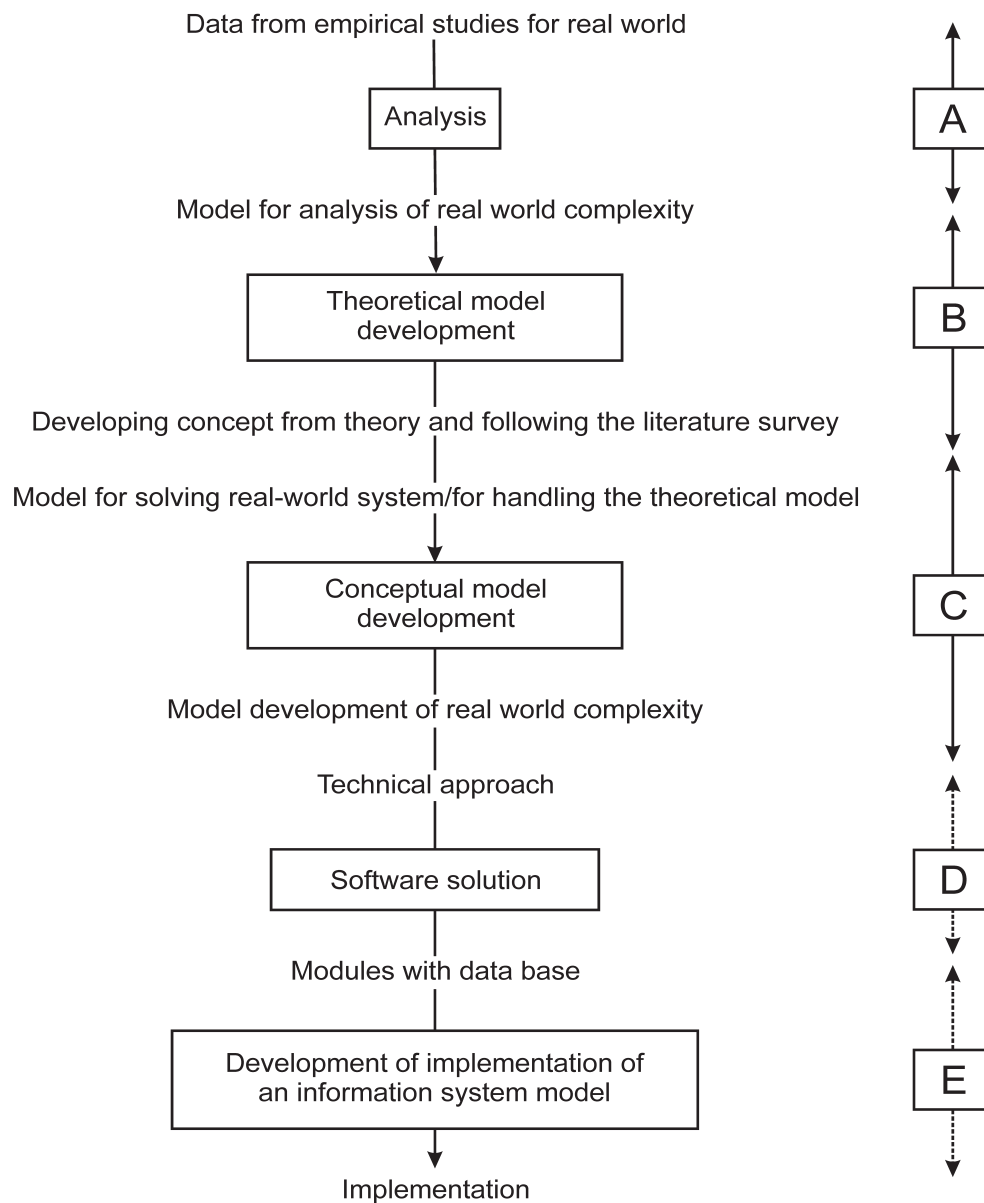 Data from empirical studies for real world
Analysis
A
Model for analysis of real world complexity
Theoretical model
development
B
Developing concept from theory and following the literature survey
Model for solving real-world system/for handling the theoretical model
Conceptual model
development
C
Model development of real world complexity
Technical approach
Software solution
D
Modules with data base
Development of implementation of
an information system model
E
Implementation